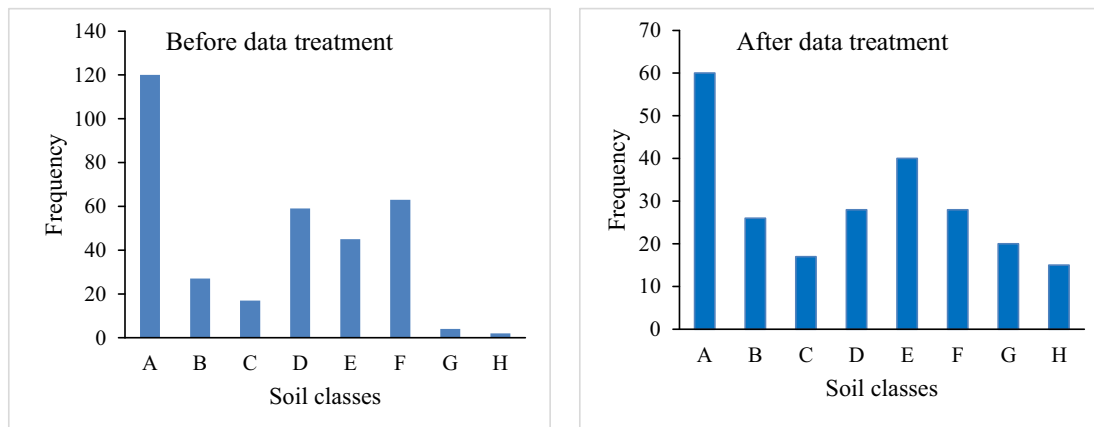 Before data treatment
Frequency
140
120
100
80
60
40
20
0
A B C D E F G H
Soil classes
After data treatment
Frequency
70
60
50
40
30
20
10
0
A B C D E F G H
Soil classes